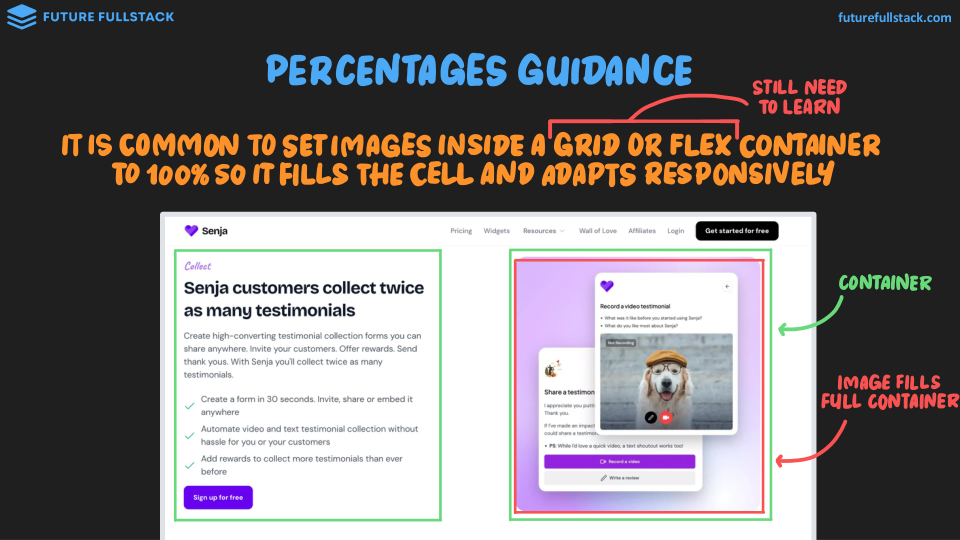 FUTURE FULLSTACK
futurefullstack.com
PERCENTAGES GUIDANCE
STILL NEED
TO LEARN
IT IS COMMON TO SET IMAGES INSIDE A GRID OR FLEX CONTAINER
TO 100% SO IT FILLS THE CELL AND ADAPTS RESPONSIVELY
Senja
Pricing Widgets Resources Wall of Love Affiliates Login Get started for free
Collect
Senja customers collect twice
as many testimonials
Create high-converting testimonial collection forms you can
share anywhere. Invite your customers. Offer rewards. Send
thank yous. With Senja you'll collect twice as many
testimonials.
Create a form in 30 seconds. Invite, share or embed it
anywhere
Automate video and text testimonial collection without
hassle for you or your customers
Add rewards to collect more testimonials than ever
before
Sign up for free
Record a video testimonial
• What was it like before you started using Senja?
• What do you like most about Senja?
Not Recording
Share a testimon
I appreciate you putti
Thank you.
If I've made an impact
could share a testimon
• PS: While I'd love a quick video, a text shoutout works too!
Record a video
Write a review
CONTAINER
IMAGE FILLS
FULL CONTAINER